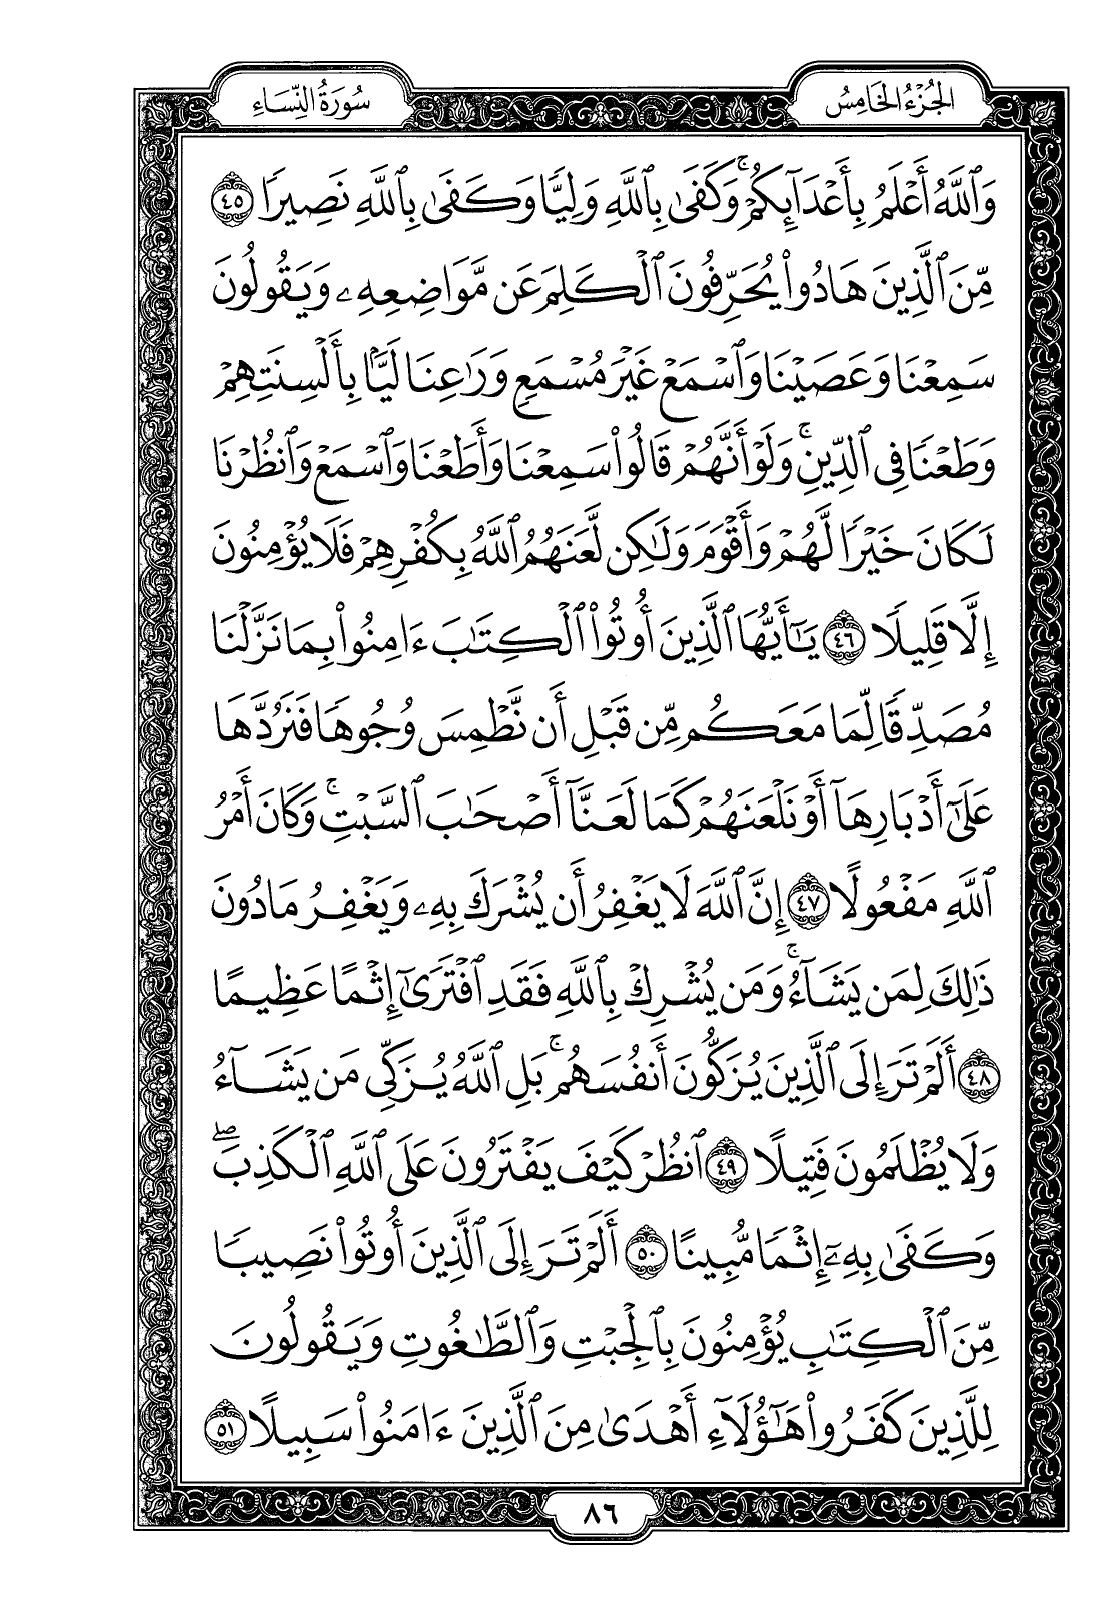 الجُزْءُ الخَامِسُ
سُورَةُ النِّسَاءِ
وَٱللَّهُ أَعۡلَمُ بِأَعۡدَآئِكُمۡۚ وَكَفَىٰ بِٱللَّهِ وَلِيّٗا وَكَفَىٰ بِٱللَّهِ نَصِيرٗا ٤٥
مِّنَ ٱلَّذِينَ هَادُواْ يُحَرِّفُونَ ٱلۡكَلِمَ عَن مَّوَاضِعِهِۦ وَيَقُولُونَ
سَمِعۡنَا وَعَصَيۡنَا وَٱسۡمَعۡ غَيۡرَ مُسۡمَعٖ وَرَٰعِنَا لَيَّۢا بِأَلۡسِنَتِهِمۡ
وَطَعۡنٗا فِي ٱلدِّينِۚ وَلَوۡ أَنَّهُمۡ قَالُواْ سَمِعۡنَا وَأَطَعۡنَا وَٱسۡمَعۡ وَٱنظُرۡنَا
لَكَانَ خَيۡرٗا لَّهُمۡ وَأَقۡوَمَ وَلَٰكِن لَّعَنَهُمُ ٱللَّهُ بِكُفۡرِهِمۡ فَلَا يُؤۡمِنُونَ
إِلَّا قَلِيلٗا ٤٦ يَٰٓأَيُّهَا ٱلَّذِينَ أُوتُواْ ٱلۡكِتَٰبَ ءَامِنُواْ بِمَا نَزَّلۡنَا
مُصَدِّقٗا لِّمَا مَعَكُم مِّن قَبۡلِ أَن نَّطۡمِسَ وُجُوهٗا فَنَرُدَّهَا
عَلَىٰٓ أَدۡبَارِهَآ أَوۡ نَلۡعَنَهُمۡ كَمَا لَعَنَّآ أَصۡحَٰبَ ٱلسَّبۡتِۚ وَكَانَ أَمۡرُ
ٱللَّهِ مَفۡعُولًا ٤٧ إِنَّ ٱللَّهَ لَا يَغۡفِرُ أَن يُشۡرَكَ بِهِۦ وَيَغۡفِرُ مَا دُونَ
ذَٰلِكَ لِمَن يَشَآءُۚ وَمَن يُشۡرِكۡ بِٱللَّهِ فَقَدِ ٱفۡتَرَىٰٓ إِثۡمًا عَظِيمًا
٤٨ أَلَمۡ تَرَ إِلَى ٱلَّذِينَ يُزَكُّونَ أَنفُسَهُمۚ بَلِ ٱللَّهُ يُزَكِّي مَن يَشَآءُ
وَلَا يُظۡلَمُونَ فَتِيلًا ٤٩ ٱنظُرۡ كَيۡفَ يَفۡتَرُونَ عَلَى ٱللَّهِ ٱلۡكَذِبَۖ
وَكَفَىٰ بِهِۦٓ إِثۡمٗا مُّبِينًا ٥٠ أَلَمۡ تَرَ إِلَى ٱلَّذِينَ أُوتُواْ نَصِيبٗا
مِّنَ ٱلۡكِتَٰبِ يُؤۡمِنُونَ بِٱلۡجِبۡتِ وَٱلطَّٰغُوتِ وَيَقُولُونَ
لِلَّذِينَ كَفَرُواْ هَٰٓؤُلَآءِ أَهۡدَىٰ مِنَ ٱلَّذِينَ ءَامَنُواْ سَبِيلًا ٥١
٨٦